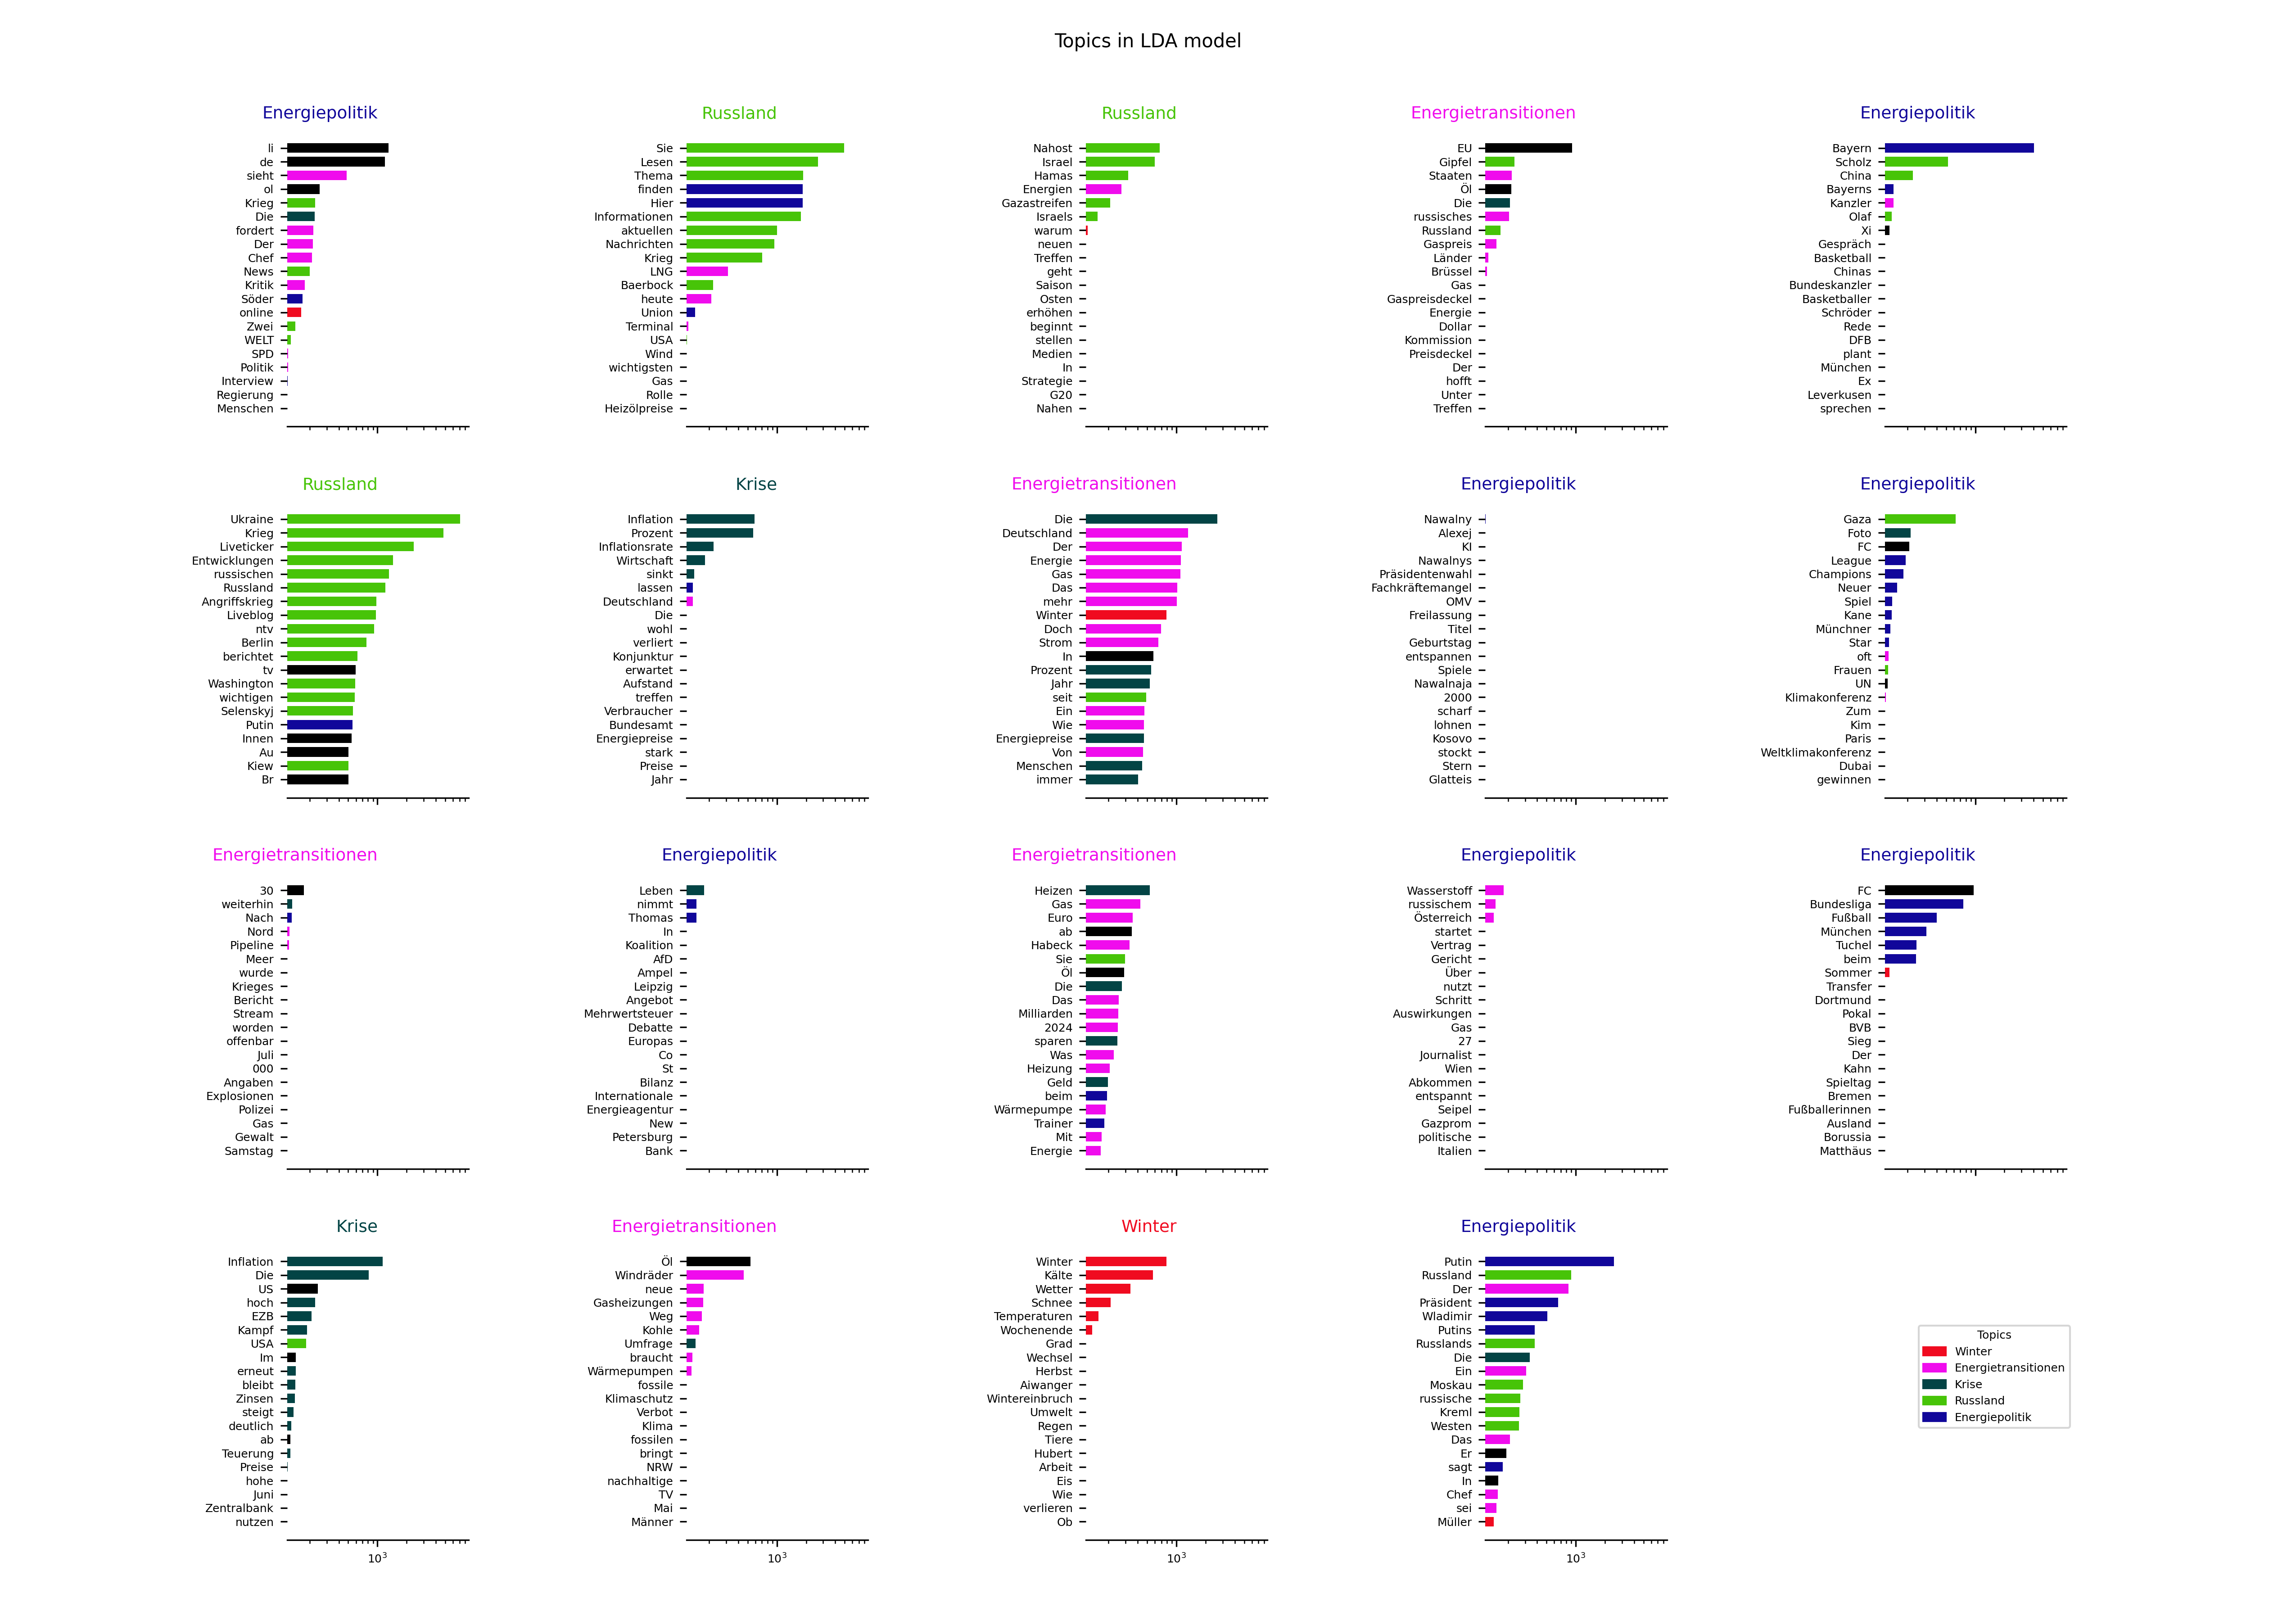 Topics in LDA model
Energiepolitik
li
de
sieht
ol
Krieg
Die
fordert
Der
Chef
News
Kritik
Söder
online
Zwei
WELT
SPD
Politik
Interview
Regierung
Menschen
Russland
Sie
Lesen
Thema
finden
Hier
Informationen
aktuellen
Nachrichten
Krieg
LNG
Baerbock
heute
Union
Terminal
USA
Wind
wichtigsten
Gas
Rolle
Heizölpreise
Russland
Nahost
Israel
Hamas
Energien
Gazastreifen
Israels
warum
neuen
Treffen
geht
Saison
Osten
erhöhen
beginnt
stellen
Medien
In
Strategie
G20
Nahen
Energietransitionen
EU
Gipfel
Staaten
Öl
Die
russisches
Russland
Gaspreis
Länder
Brüssel
Gas
Gaspreisdeckel
Energie
Dollar
Kommission
Preisdeckel
Der
hofft
Unter
Treffen
Energiepolitik
Bayern
Scholz
China
Bayerns
Kanzler
Olaf
Xi
Gespräch
Basketball
Chinas
Bundeskanzler
Basketballer
Schröder
Rede
DFB
plant
München
Ex
Leverkusen
sprechen
Russland
Ukraine
Krieg
Liveticker
Entwicklungen
russischen
Russland
Angriffskrieg
Liveblog
ntv
Berlin
berichtet
tv
Washington
wichtigen
Selenskyj
Putin
Innen
Au
Kiew
Br
Krise
Inflation
Prozent
Inflationsrate
Wirtschaft
sinkt
lassen
Deutschland
Die
wohl
verliert
Konjunktur
erwartet
Aufstand
treffen
Verbraucher
Bundesamt
Energiepreise
stark
Preise
Jahr
Energietransitionen
Die
Deutschland
Der
Energie
Gas
Das
mehr
Winter
Doch
Strom
In
Prozent
Jahr
seit
Ein
Wie
Energiepreise
Von
Menschen
immer
Energiepolitik
Nawalny
Alexej
KI
Nawalnys
Präsidentenwahl
Fachkräftemangel
OMV
Freilassung
Titel
Geburtstag
entspannen
Spiele
Nawalnaja
2000
scharf
lohnen
Kosovo
stockt
Stern
Glatteis
Energiepolitik
Gaza
Foto
FC
League
Champions
Neuer
Spiel
Kane
Münchner
Star
oft
Frauen
UN
Klimakonferenz
Zum
Kim
Paris
Weltklimakonferenz
Dubai
gewinnen
Energietransitionen
30
weiterhin
Nach
Nord
Pipeline
Meer
wurde
Krieges
Bericht
Stream
worden
offenbar
Juli
000
Angaben
Explosionen
Polizei
Gas
Gewalt
Samstag
Energiepolitik
Leben
nimmt
Thomas
In
Koalition
AfD
Ampel
Leipzig
Angebot
Mehrwertsteuer
Debatte
Europas
Co
St
Bilanz
Internationale
Energieagentur
New
Petersburg
Bank
Energietransitionen
Heizen
Gas
Euro
ab
Habeck
Sie
Öl
Die
Das
Milliarden
2024
sparen
Was
Heizung
Geld
beim
Wärmepumpe
Trainer
Mit
Energie
Energiepolitik
Wasserstoff
russischem
Österreich
startet
Vertrag
Gericht
Über
nutzt
Schritt
Auswirkungen
Gas
27
Journalist
Wien
Abkommen
entspannt
Seipel
Gazprom
politische
Italien
Energiepolitik
FC
Bundesliga
Fußball
München
Tuchel
beim
Sommer
Transfer
Dortmund
Pokal
BVB
Sieg
Der
Kahn
Spieltag
Bremen
Fußballerinnen
Ausland
Borussia
Matthäus
Krise
Inflation
Die
US
hoch
EZB
Kampf
USA
Im
erneut
bleibt
Zinsen
steigt
deutlich
ab
Teuerung
Preise
hohe
Juni
Zentralbank
nutzen
10³
Energietransitionen
Öl
Windräder
neue
Gasheizungen
Weg
Kohle
Umfrage
braucht
Wärmepumpen
fossile
Klimaschutz
Verbot
Klima
fossilen
bringt
NRW
nachhaltige
TV
Mai
Männer
10³
Winter
Winter
Kälte
Wetter
Schnee
Temperaturen
Wochenende
Grad
Wechsel
Herbst
Aiwanger
Wintereinbruch
Umwelt
Regen
Tiere
Hubert
Arbeit
Eis
Wie
verlieren
Ob
10³
Energiepolitik
Putin
Russland
Der
Präsident
Wladimir
Putins
Russlands
Die
Ein
Moskau
russische
Kreml
Westen
Das
Er
sagt
In
Chef
sei
Müller
10³
Topics
Winter
Energietransitionen
Krise
Russland
Energiepolitik